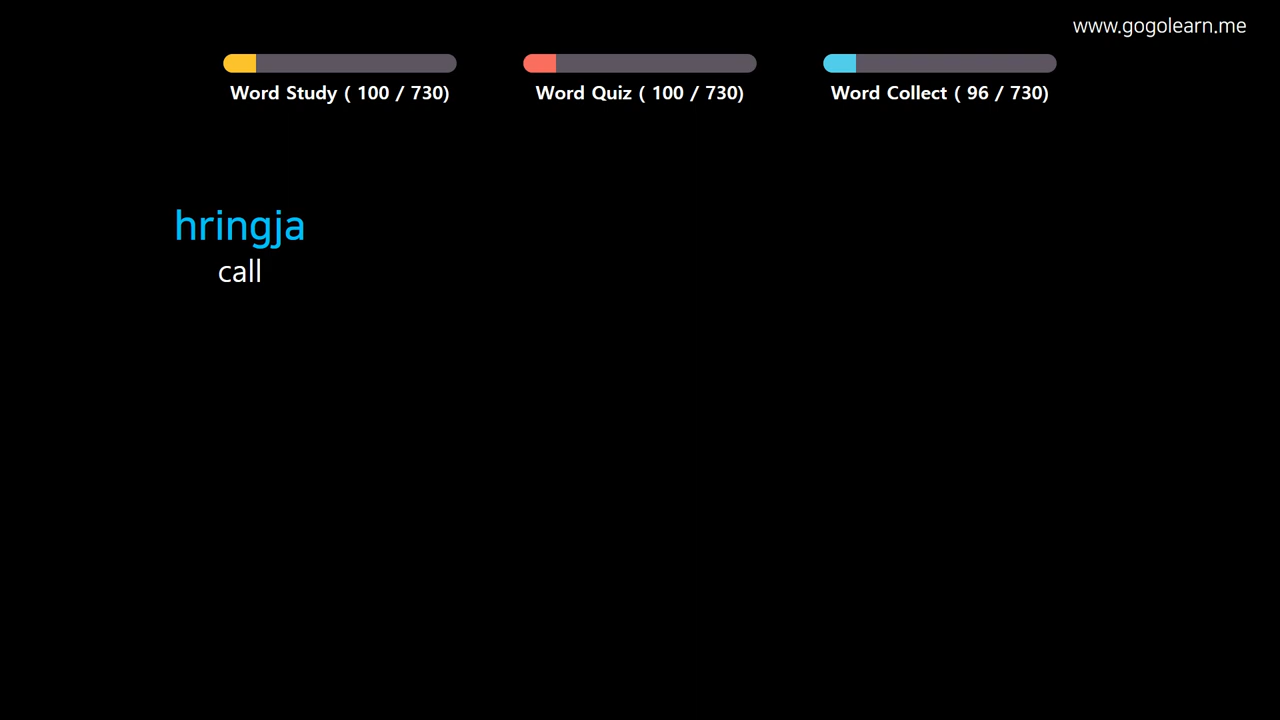 www.gogolearn.me
Word Study ( 100 / 730)
Word Quiz ( 100 / 730)
Word Collect ( 96 / 730)
hringja
call